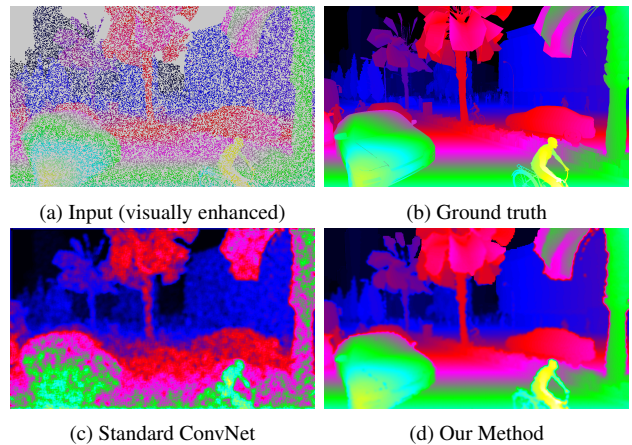 (a) Input (visually enhanced)
(b) Ground truth
(c) Standard ConvNet
(d) Our Method